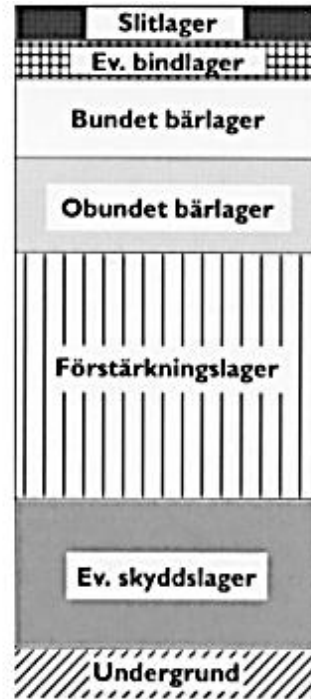 Slitlager
Ev. bindlager
Bundet bärlager
Obundet bärlager
Förstärkningslager
Ev. skyddslager
Undergrund